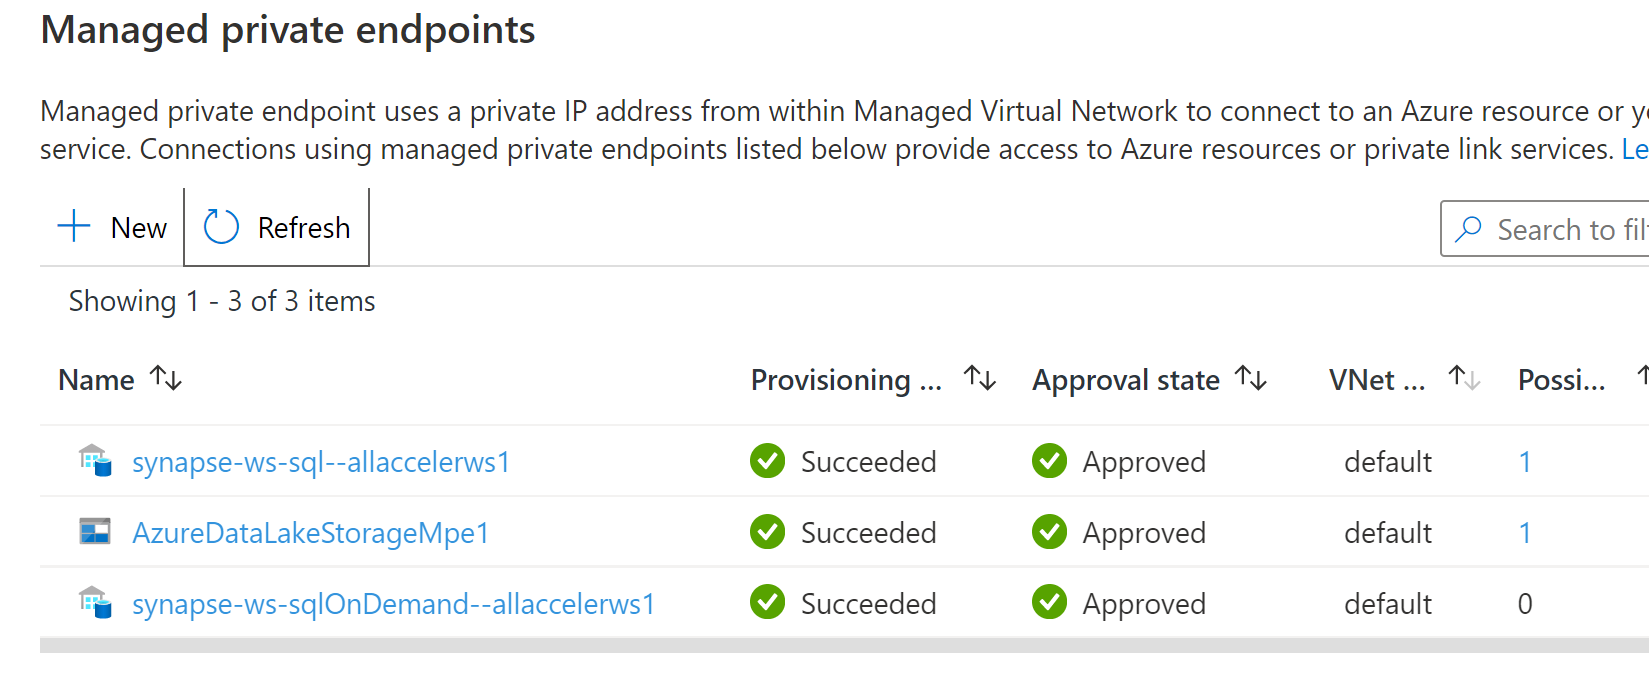 Managed private endpoints
Managed private endpoint uses a private IP address from within Managed Virtual Network to connect to an Azure resource or
service. Connections using managed private endpoints listed below provide access to Azure resources or private link services.
New Refresh Search to
Showing 1 - 3 of 3 items
Name Provisioning ... Approval state VNet ... Possi...
synapse-ws-sql--allaccelerws1 Succeeded Approved default 1
AzureDataLakeStorageMpe1 Succeeded Approved default 1
synapse-ws-sqlOnDemand--allaccelerws1 Succeeded Approved default 0